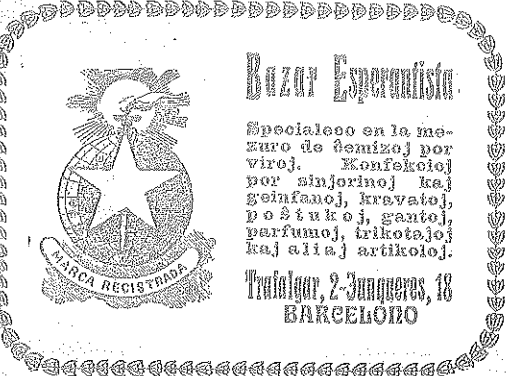 Bazar Esperantista
Specialeco en la me-
zuro de ĉemizoj por
viroj. Konfekcioj
por sinjorinoj kaj
geinfanoj, kravatoj,
poŝtukoj, gantoj,
parfumoj, trikotaĵoj
kaj aliaj artikoloj.
MARCA REGISTRADA
Trafalgar, 2-Junqueres, 18
BARCELONO